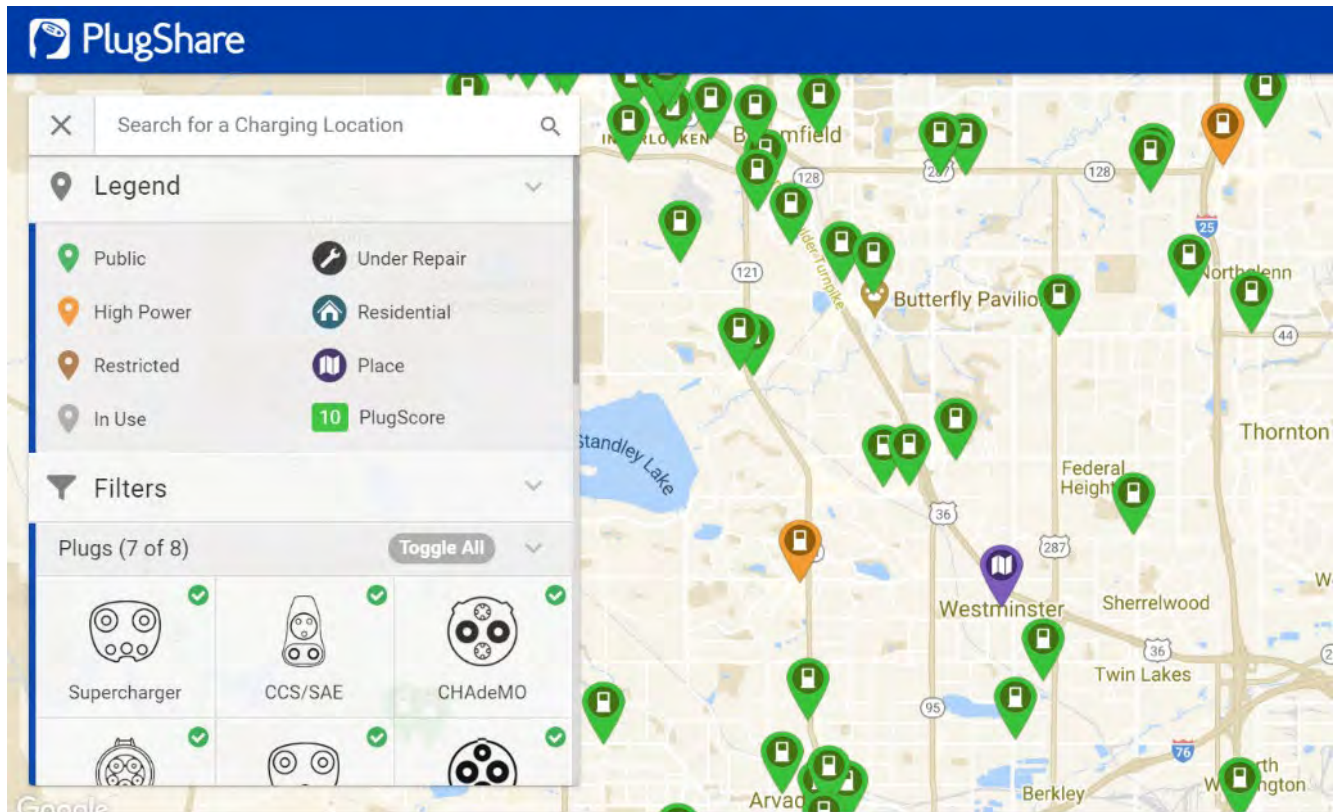 PlugShare
Search for a Charging Location
Legend
Public
Under Repair
High Power
Residential
Restricted
Place
In Use
10 PlugScore
Filters
Plugs (7 of 8)
Toggle All
Supercharger
CCS/SAE
CHAdeMO
Google
128
287
128
25
121
Northglenn
Butterfly Pavilion
44
Standley Lake
Thornton
Federal
36
287
Westminster
Sherrelwood
36
Twin Lakes
95
76
Berkley